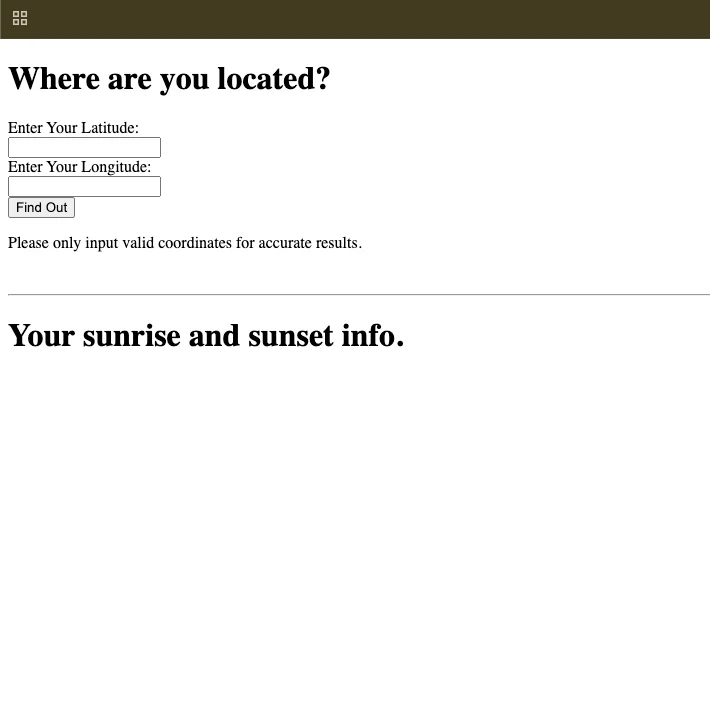 Where are you located?
Enter Your Latitude:
Enter Your Longitude:
Find Out
Please only input valid coordinates for accurate results.
Your sunrise and sunset info.